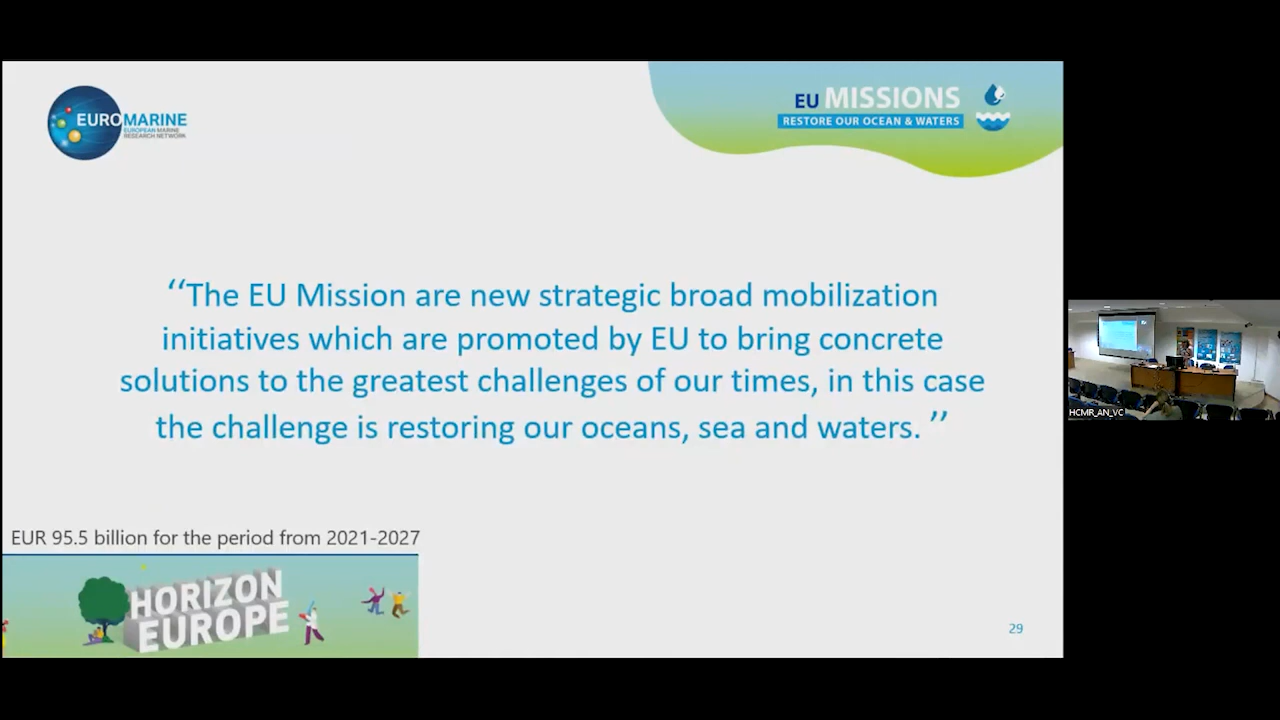 EUROMARINE
EUROPEAN MARINE
RESEARCH NETWORK
EU MISSIONS
RESTORE OUR OCEAN & WATERS
‘‘The EU Mission are new strategic broad mobilization
initiatives which are promoted by EU to bring concrete
solutions to the greatest challenges of our times, in this case
the challenge is restoring our oceans, sea and waters. ’’
EUR 95.5 billion for the period from 2021-2027
HORIZON
EUROPE
29
HCMR_AN_VC